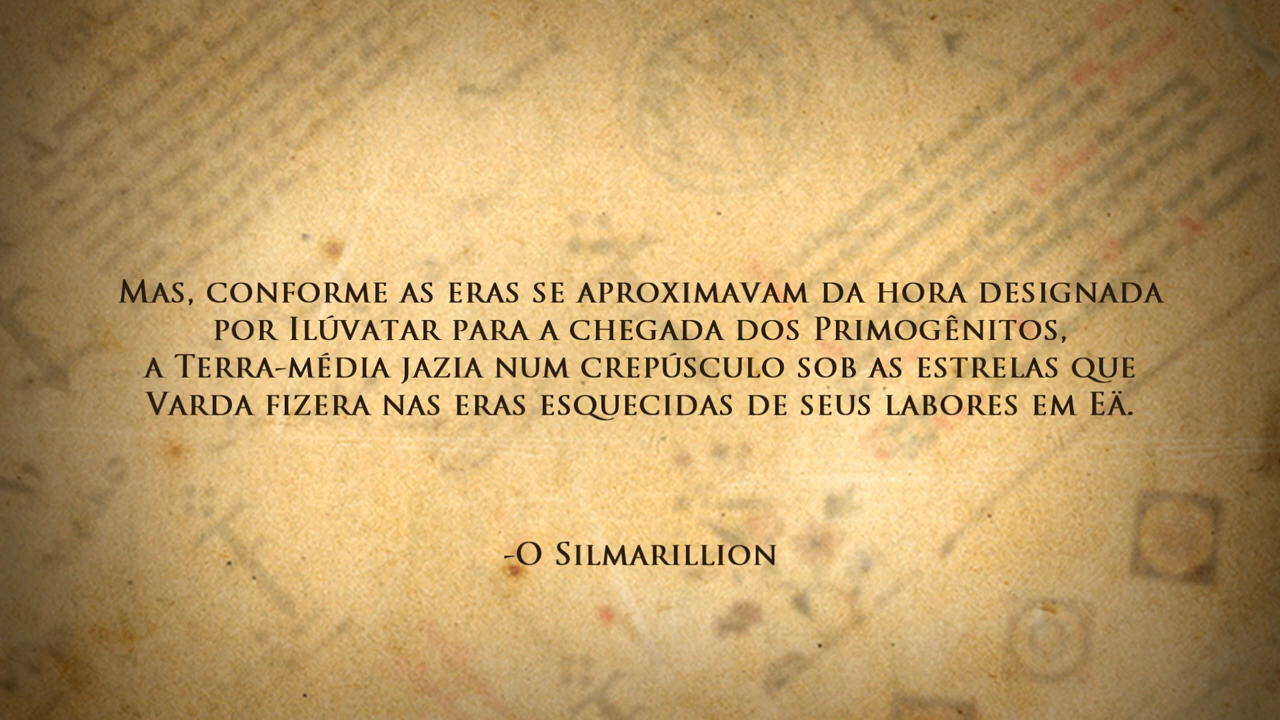 Mas, conforme as eras se aproximavam da hora designada
por Ilúvatar para a chegada dos Primogênitos,
a Terra-média jazia num crepúsculo sob as estrelas que
Varda fizera nas eras esquecidas de seus labores em Eä.
-O Silmarillion